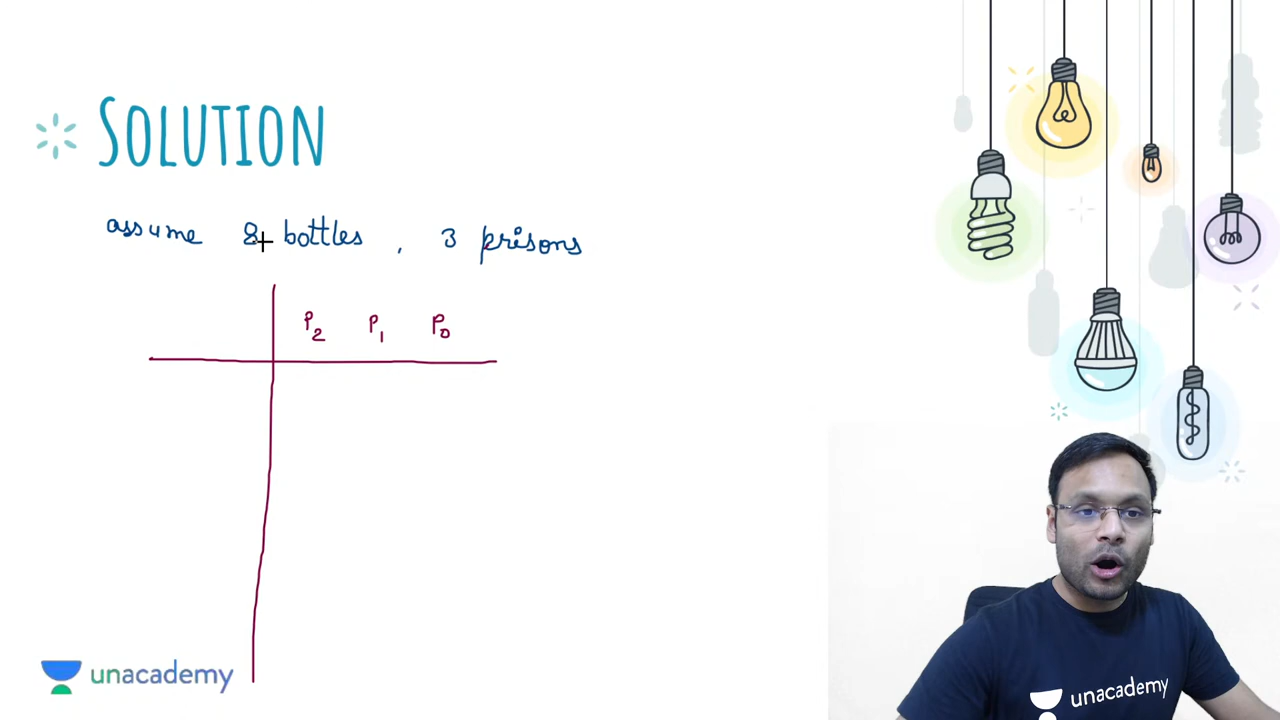 SOLUTION
assume 8 bottles , 3 prisons
P2 P1 P0
unacademy
unacademy